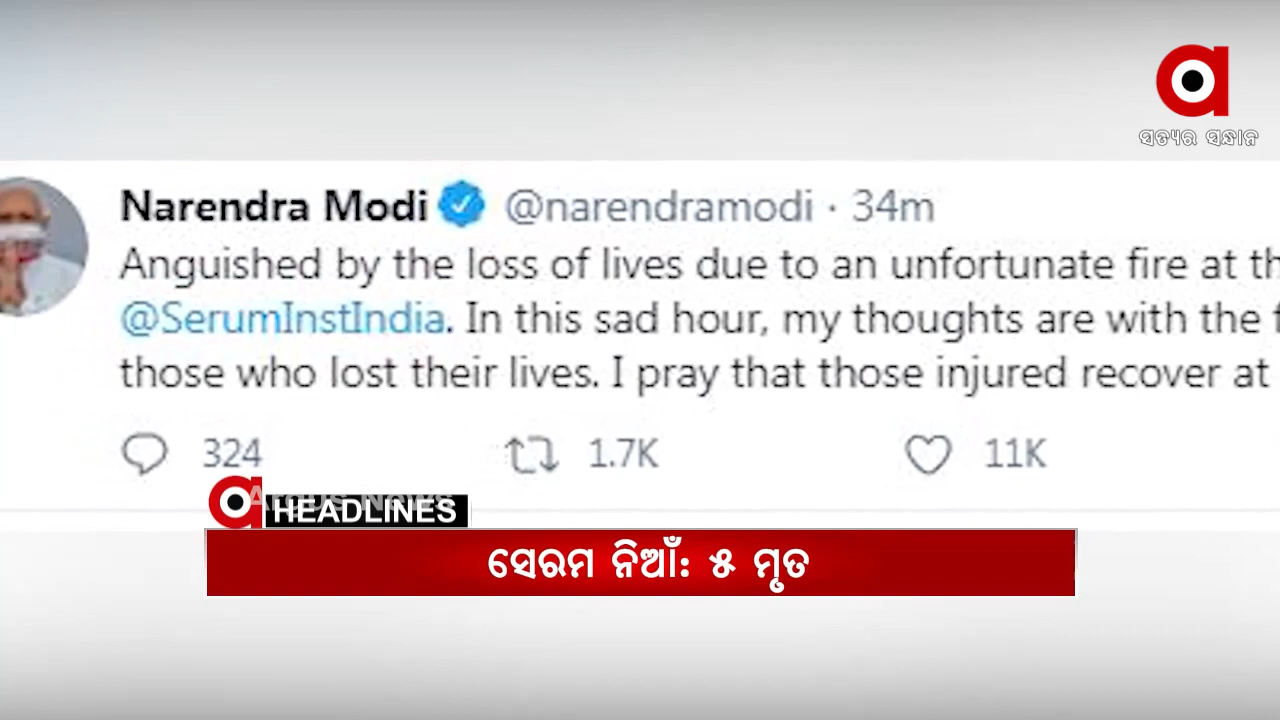 ସତ୍ୟର ସନ୍ଧାନ
Narendra Modi @narendramodi · 34m
Anguished by the loss of lives due to an unfortunate fire at th
@SerumInstIndia. In this sad hour, my thoughts are with the f
those who lost their lives. I pray that those injured recover at
324 1.7K 11K
Argus News
HEADLINES
ସେରମ ନିଆଁ: ୫ ମୃତ